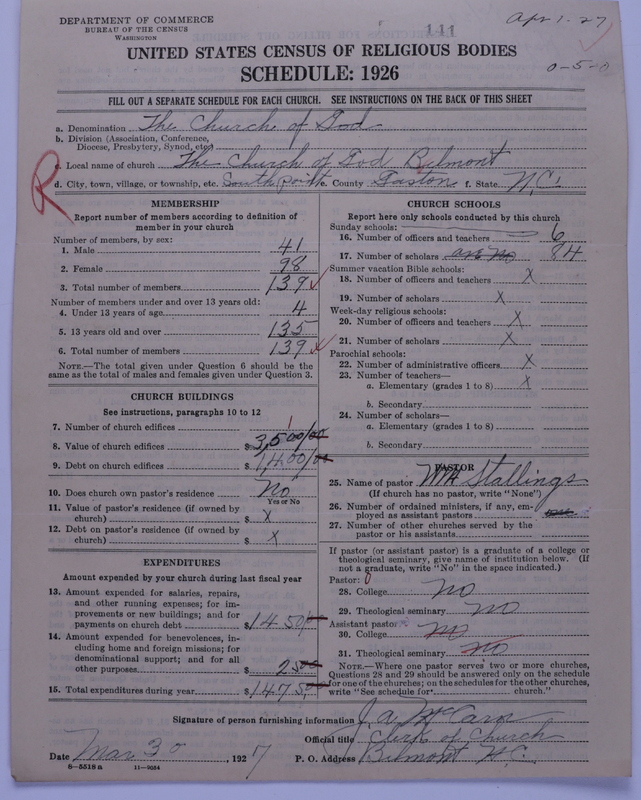 DEPARTMENT OF COMMERCE
BUREAU OF THE CENSUS
WASHINGTON
141
Apr 1. 27
0-5-0
UNITED STATES CENSUS OF RELIGIOUS BODIES
SCHEDULE: 1926
FILL OUT A SEPARATE SCHEDULE FOR EACH CHURCH. SEE INSTRUCTIONS ON THE BACK OF THIS SHEET
a. Denomination The Church of God
b. Division (Association, Conference, Diocese, Presbytery, Synod, etc.)
c. Local name of church The Church of God Belmont
d. City, town, village, or township, etc. South point e. County Gaston f. State N.C.
R
MEMBERSHIP
Report number of members according to definition of member in your church
Number of members, by sex:
1. Male 41
2. Female 98
3. Total number of members 139
Number of members under and over 13 years old:
4. Under 13 years of age 4
5. 13 years old and over 135
6. Total number of members 139
NOTE.—The total given under Question 6 should be the same as the total of males and females given under Question 3.
CHURCH BUILDINGS
See instructions, paragraphs 10 to 12
7. Number of church edifices 1
8. Value of church edifices $ 3,500/00
9. Debt on church edifices $ 1,400/00
10. Does church own pastor's residence No
Yes or No
11. Value of pastor's residence (if owned by church) $ X
12. Debt on pastor's residence (if owned by church) $ X
EXPENDITURES
Amount expended by your church during last fiscal year
13. Amount expended for salaries, repairs, and other running expenses; for improvements or new buildings; and for payments on church debt $ 1450/00
14. Amount expended for benevolences, including home and foreign missions; for denominational support; and for all other purposes $ 25 00
15. Total expenditures during year $ 1475 00
CHURCH SCHOOLS
Report here only schools conducted by this church
Sunday schools:
16. Number of officers and teachers 6
17. Number of scholars 84
Summer vacation Bible schools:
18. Number of officers and teachers X
19. Number of scholars X
Week-day religious schools:
20. Number of officers and teachers X
21. Number of scholars X
Parochial schools:
22. Number of administrative officers X
23. Number of teachers—
a. Elementary (grades 1 to 8) X
b. Secondary
24. Number of scholars—
a. Elementary (grades 1 to 8)
b. Secondary
PASTOR
25. Name of pastor WH Stallings
(If church has no pastor, write "None")
26. Number of ordained ministers, if any, employed as assistant pastors
27. Number of other churches served by the pastor or his assistants
If pastor (or assistant pastor) is a graduate of a college or theological seminary, give name of institution below. (If not a graduate, write "No" in the space indicated.)
Pastor:
28. College No
29. Theological seminary No
Assistant pastor:
30. College No
31. Theological seminary No
NOTE.—Where one pastor serves two or more churches, Questions 28 and 29 should be answered only on the schedule for one of the churches; on the schedules for the other churches, write "See schedule for church."
Signature of person furnishing information J. A. McCarn
Official title Clerk of Church
Date Mar 30, 1927 P. O. Address Belmont N.C.
6—5518a 11—9024